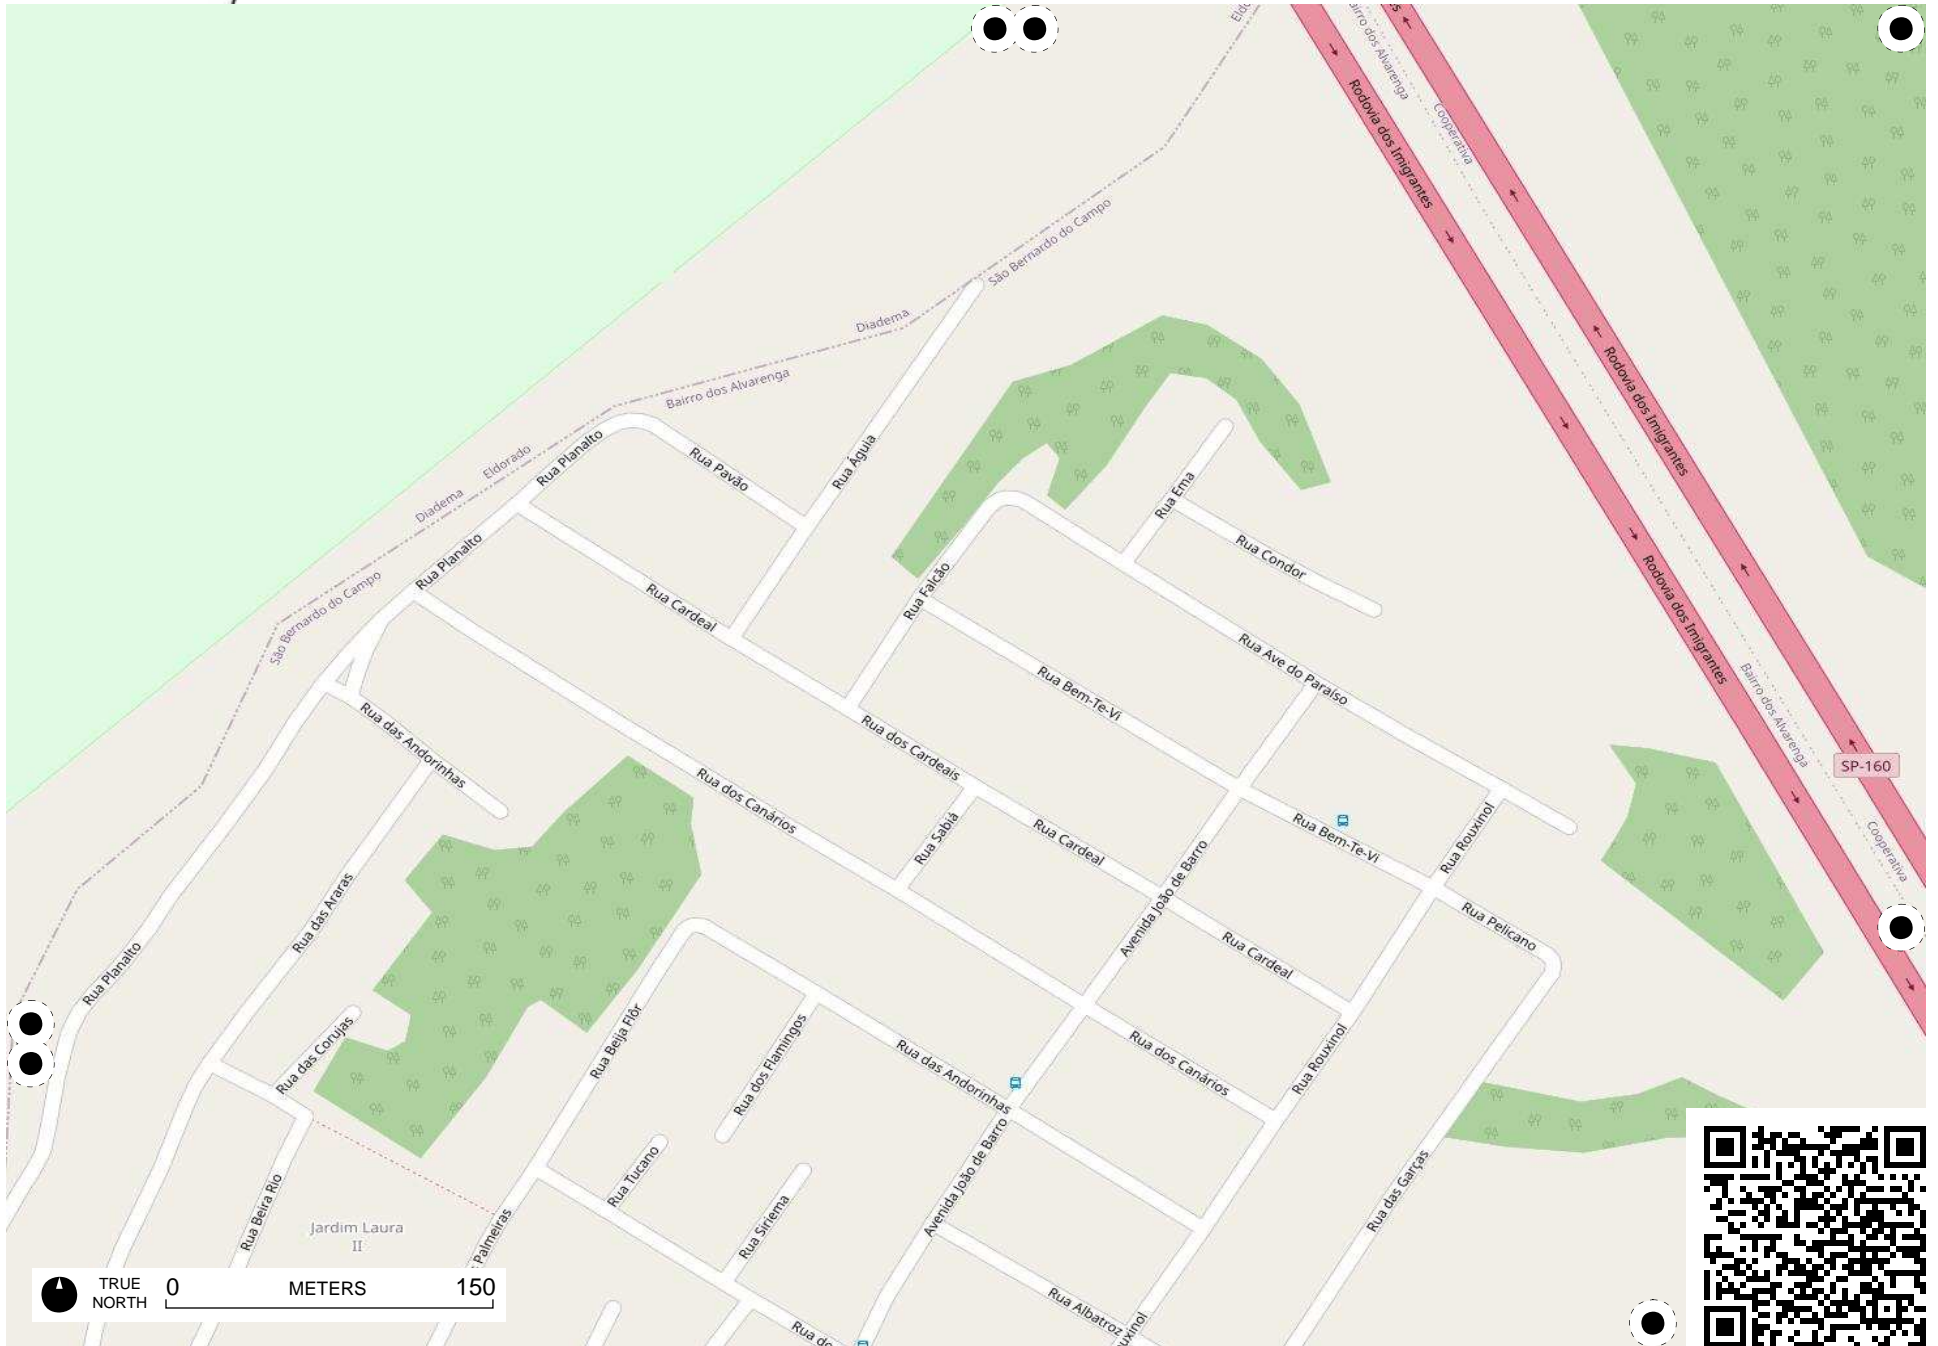 Bairro dos Alvarenga
Cooperativa
Rodovia dos Imigrantes
São Bernardo do Campo
Diadema
Bairro dos Alvarenga
Rua Águia
Rua Planalto
Rua Pavão
Eldorado
Diadema
Rua Ema
Rua Condor
Rodovia dos Imigrantes
Rua Planalto
São Bernardo do Campo
Rua Cardeal
Rua Falcão
Rodovia dos Imigrantes
Rua Ave do Paraíso
Rua Bem-Te-Vi
Bairro dos Alvarenga
SP-160
Rua das Andorinhas
Rua dos Cardeais
Rua dos Canários
Rua Sabiá
Rua Cardeal
Rua Bem-Te-Vi
Rua Rouxinol
Cooperativa
Avenida João de Barro
Rua das Araras
Rua Pelicano
Rua Cardeal
Rua Planalto
Rua das Corujas
Rua Beija Flôr
Rua dos Flamingos
Rua das Andorinhas
Rua dos Canários
Rua Rouxinol
Avenida João de Barro
Rua Tucano
Rua Siriema
Rua das Garças
Rua Beira Rio
Jardim Laura
II
Palmeiras
Rua Albatroz
TRUE
NORTH
0
METERS
150